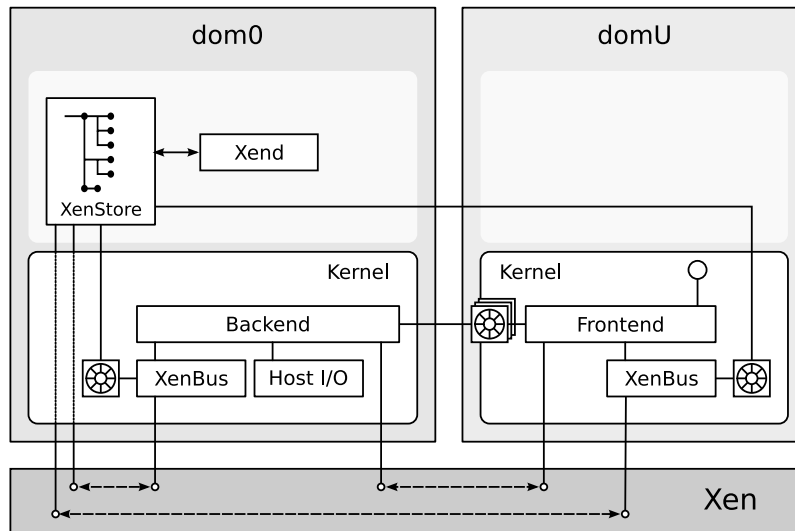 dom0
domU
Xend
XenStore
Kernel
Kernel
Backend
Frontend
XenBus
Host I/O
XenBus
Xen